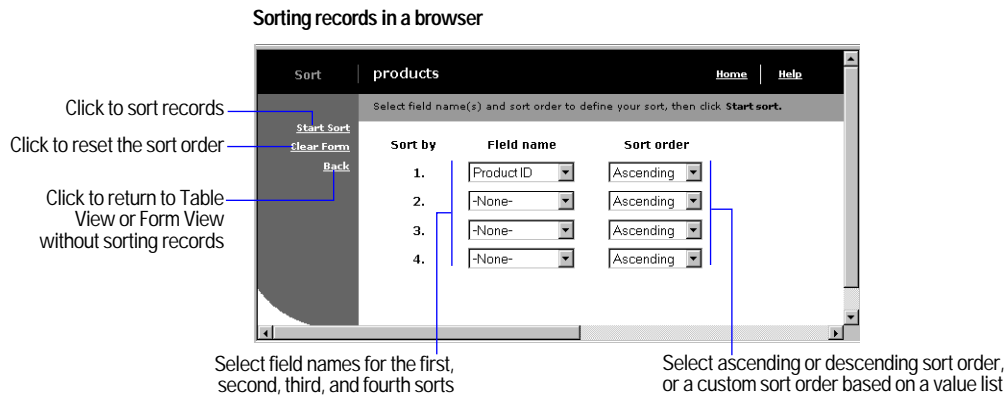 Sorting records in a browser
Sort
products
Home
Help
Select field name(s) and sort order to define your sort, then click Start sort.
Click to sort records
Start Sort
Click to reset the sort order
Clear Form
Back
Click to return to Table
View or Form View
without sorting records
Sort by Field name Sort order
1. Product ID Ascending
2. -None- Ascending
3. -None- Ascending
4. -None- Ascending
Select field names for the first,
second, third, and fourth sorts
Select ascending or descending sort order,
or a custom sort order based on a value list